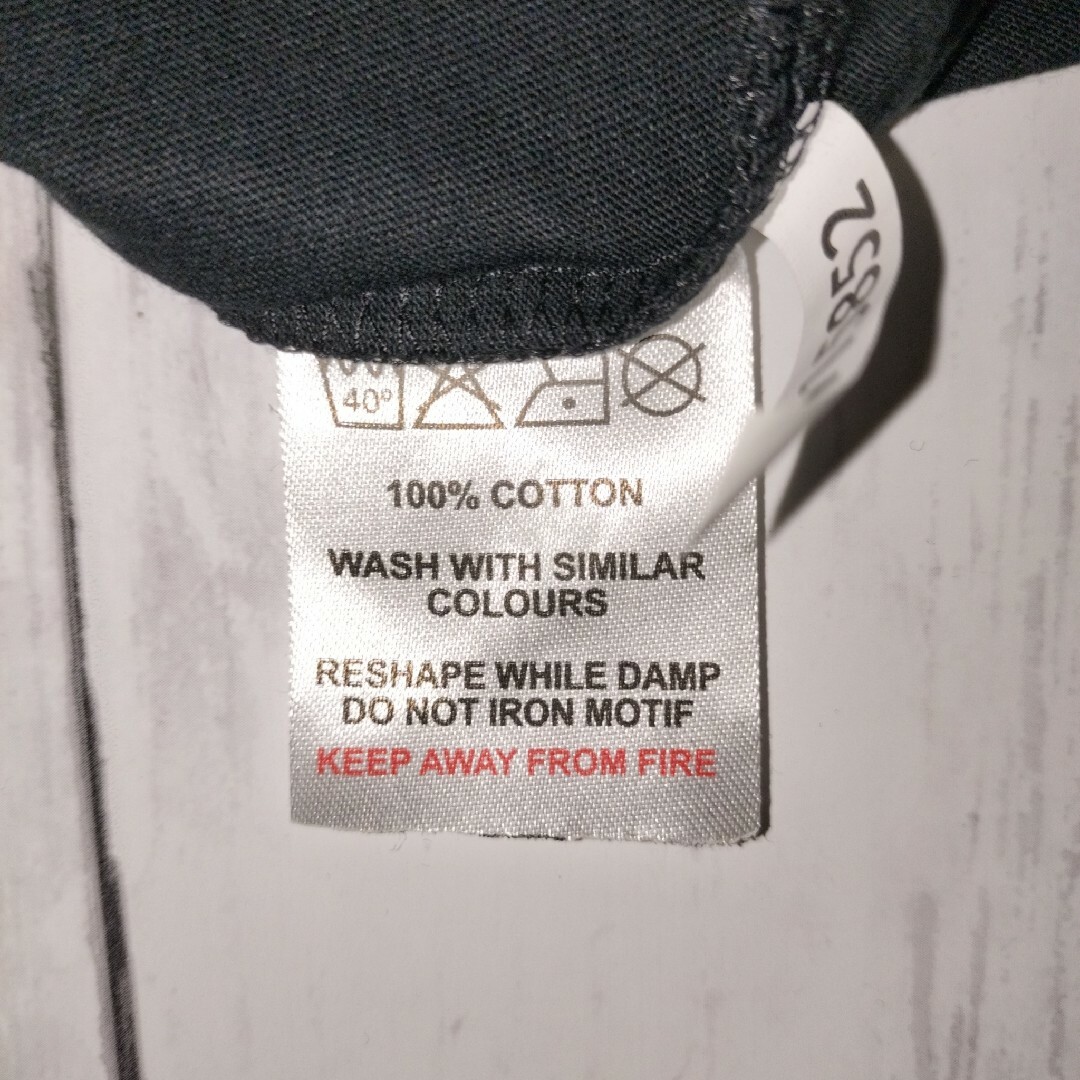 40°
100% COTTON
WASH WITH SIMILAR
COLOURS
RESHAPE WHILE DAMP
DO NOT IRON MOTIF
KEEP AWAY FROM FIRE